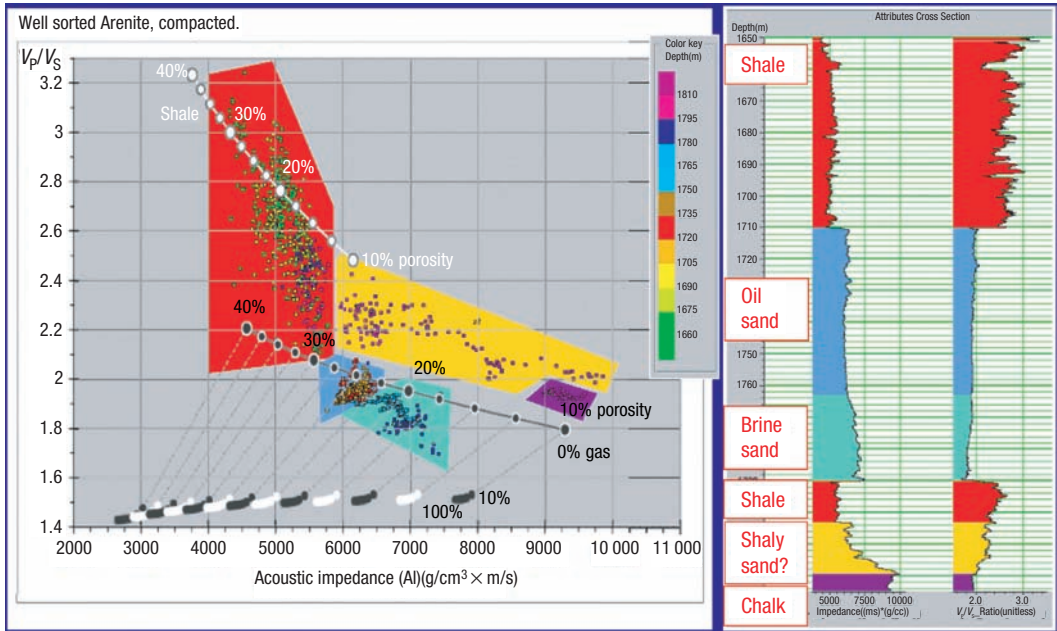 Well sorted Arenite, compacted.
VP/VS
3.2
3
2.8
2.6
2.4
2.2
2
1.8
1.6
1.4
2000 3000 4000 5000 6000 7000 8000 9000 10 000 11 000
Acoustic impedance (AI)(g/cm³ × m/s)
40%
Shale
30%
20%
10% porosity
40%
30%
20%
10% porosity
0% gas
10%
100%
Color key
Depth(m)
1810
1795
1780
1765
1750
1735
1720
1705
1690
1675
1660
Attributes Cross Section
Depth(m)
1650
1670
1680
1690
1700
1710
1720
1730
1750
1760
Shale
Oil
sand
Brine
sand
Shale
Shaly
sand?
Chalk
5000 7500 10000
Impedance((ms)*(g/cc))
2.0 3.0
Vp/Vs Ratio(unitless)